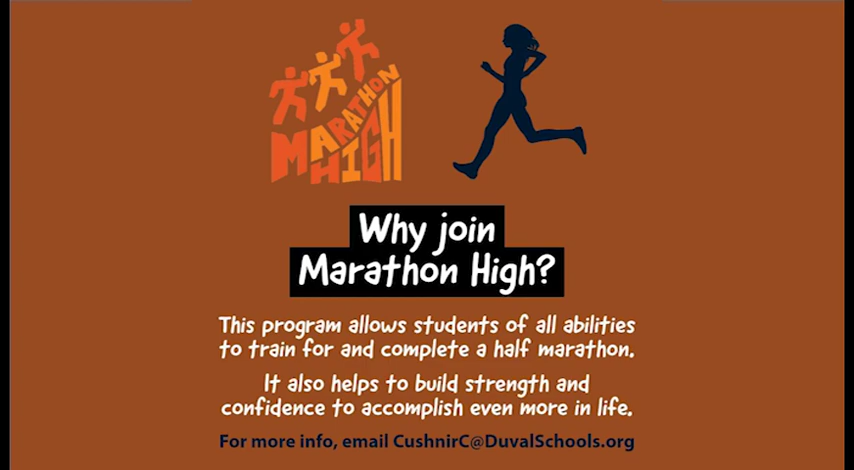 MARATHON
HIGH
Why join
Marathon High?
This program allows students of all abilities
to train for and complete a half marathon.
It also helps to build strength and
confidence to accomplish even more in life.
For more info, email CushnirC@DuvalSchools.org